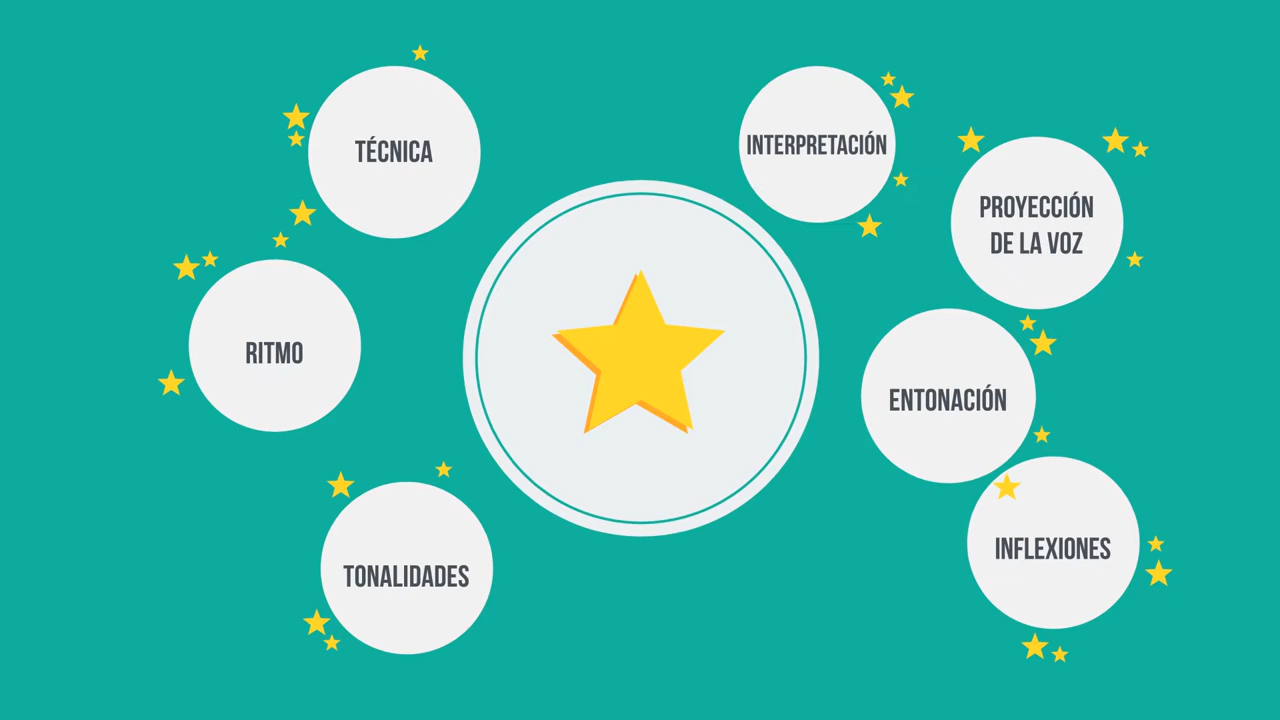 TÉCNICA
INTERPRETACIÓN
PROYECCIÓN
DE LA VOZ
RITMO
ENTONACIÓN
INFLEXIONES
TONALIDADES